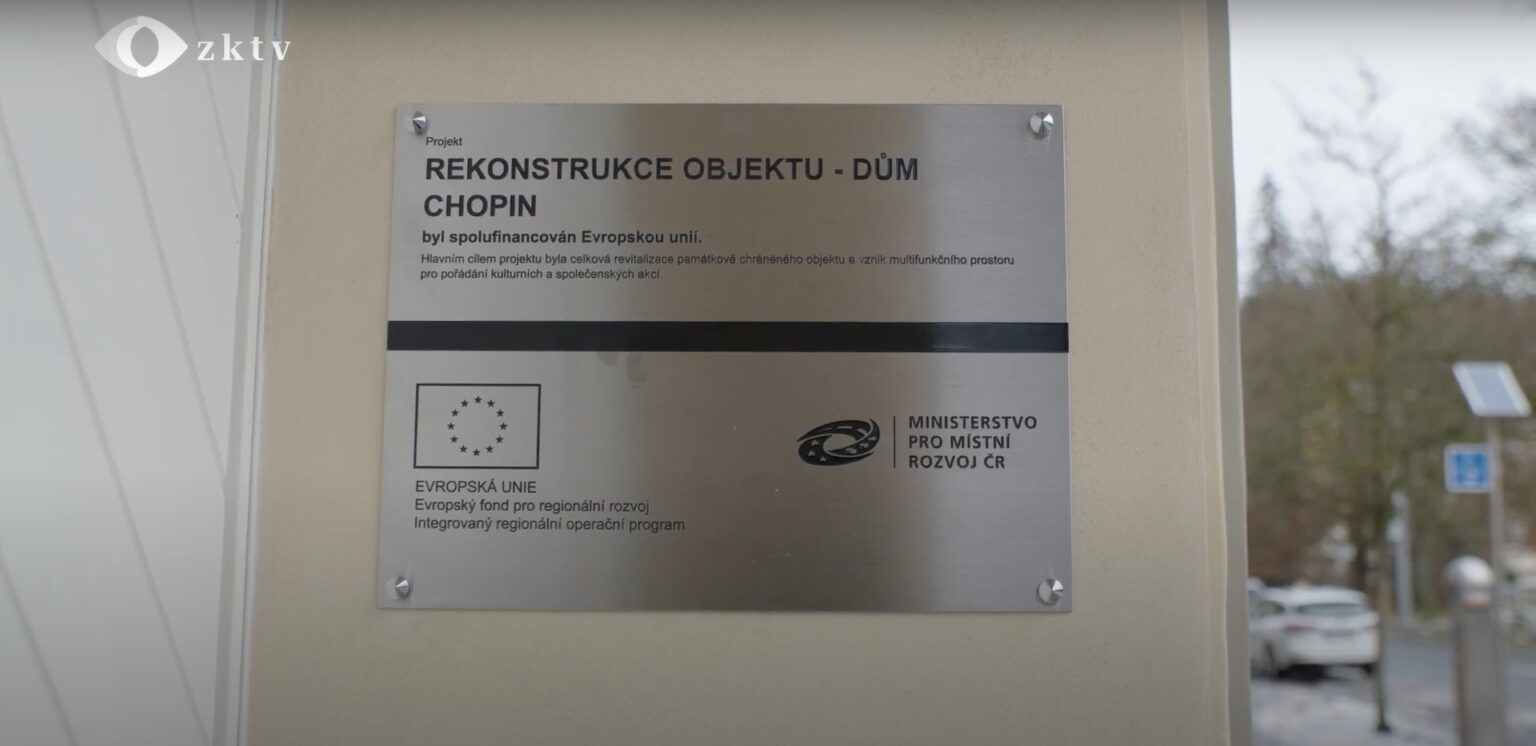 zktv
Projekt
REKONSTRUKCE OBJEKTU - DŮM
CHOPIN
byl spolufinancován Evropskou unií.
Hlavním cílem projektu byla celková revitalizace památkově chráněného objektu a vznik multifunkčního prostoru
pro pořádání kulturních a společenských akcí.
EVROPSKÁ UNIE
Evropský fond pro regionální rozvoj
Integrovaný regionální operační program
MINISTERSTVO
PRO MÍSTNÍ
ROZVOJ ČR